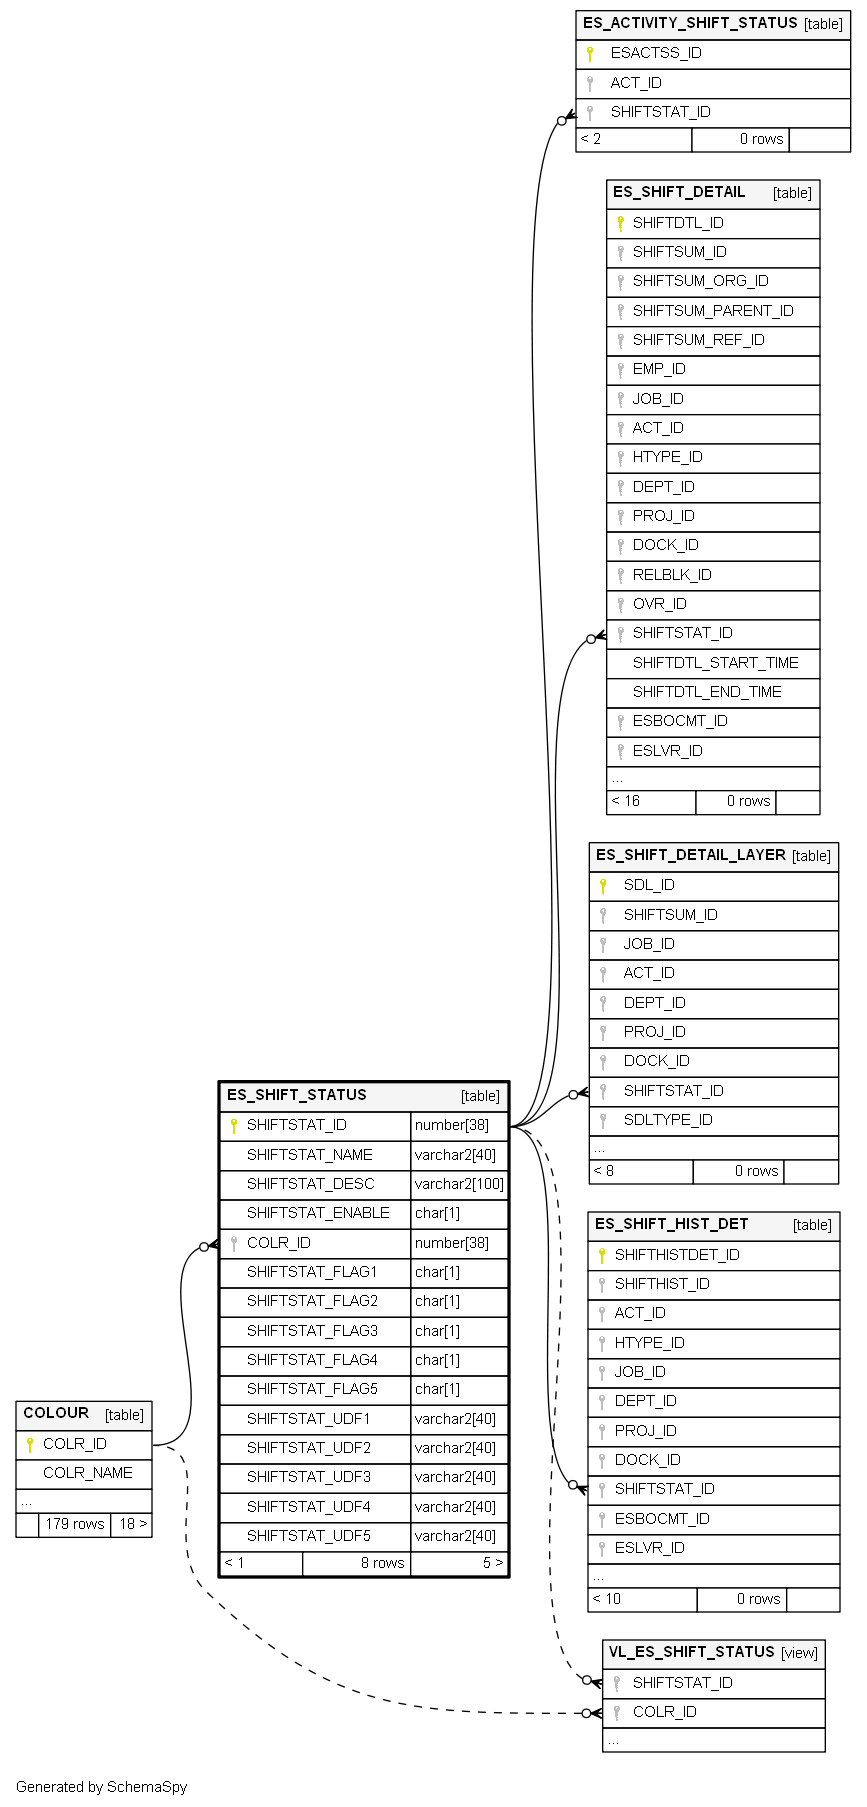 ES_ACTIVITY_SHIFT_STATUS [table]
ESACTSS_ID
ACT_ID
SHIFTSTAT_ID
< 2 0 rows
ES_SHIFT_DETAIL [table]
SHIFTDTL_ID
SHIFTSUM_ID
SHIFTSUM_ORG_ID
SHIFTSUM_PARENT_ID
SHIFTSUM_REF_ID
EMP_ID
JOB_ID
ACT_ID
HTYPE_ID
DEPT_ID
PROJ_ID
DOCK_ID
RELBLK_ID
OVR_ID
SHIFTSTAT_ID
SHIFTDTL_START_TIME
SHIFTDTL_END_TIME
ESBOCMT_ID
ESLVR_ID
...
< 16 0 rows
ES_SHIFT_DETAIL_LAYER [table]
SDL_ID
SHIFTSUM_ID
JOB_ID
ACT_ID
DEPT_ID
PROJ_ID
DOCK_ID
SHIFTSTAT_ID
SDLTYPE_ID
...
< 8 0 rows
ES_SHIFT_STATUS [table]
SHIFTSTAT_ID number[38]
SHIFTSTAT_NAME varchar2[40]
SHIFTSTAT_DESC varchar2[100]
SHIFTSTAT_ENABLE char[1]
COLR_ID number[38]
SHIFTSTAT_FLAG1 char[1]
SHIFTSTAT_FLAG2 char[1]
SHIFTSTAT_FLAG3 char[1]
SHIFTSTAT_FLAG4 char[1]
SHIFTSTAT_FLAG5 char[1]
SHIFTSTAT_UDF1 varchar2[40]
SHIFTSTAT_UDF2 varchar2[40]
SHIFTSTAT_UDF3 varchar2[40]
SHIFTSTAT_UDF4 varchar2[40]
SHIFTSTAT_UDF5 varchar2[40]
< 1 8 rows 5 >
ES_SHIFT_HIST_DET [table]
SHIFTHISTDET_ID
SHIFTHIST_ID
ACT_ID
HTYPE_ID
JOB_ID
DEPT_ID
PROJ_ID
DOCK_ID
SHIFTSTAT_ID
ESBOCMT_ID
ESLVR_ID
...
< 10 0 rows
COLOUR [table]
COLR_ID
COLR_NAME
...
179 rows 18 >
VL_ES_SHIFT_STATUS [view]
SHIFTSTAT_ID
COLR_ID
...
Generated by SchemaSpy